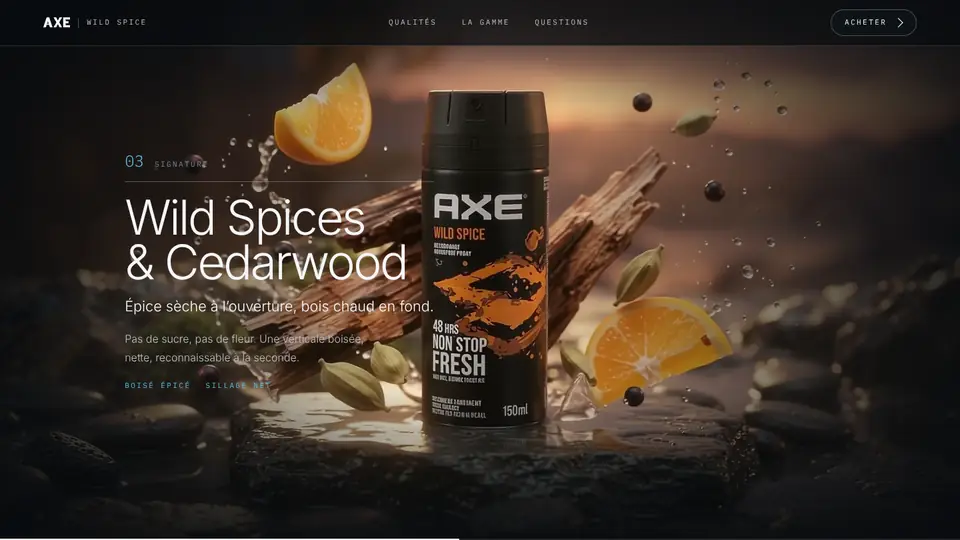 AXE | WILD SPICE
QUALITÉS
LA GAMME
QUESTIONS
ACHETER
03 SIGNATURE
Wild Spices
& Cedarwood
Épice sèche à l'ouverture, bois chaud en fond.
Pas de sucre, pas de fleur. Une verticale boisée,
nette, reconnaissable à la seconde.
BOISÉ ÉPICÉ SILLAGE NET
AXE
WILD SPICE
48 HRS
NON STOP
FRESH
150ml